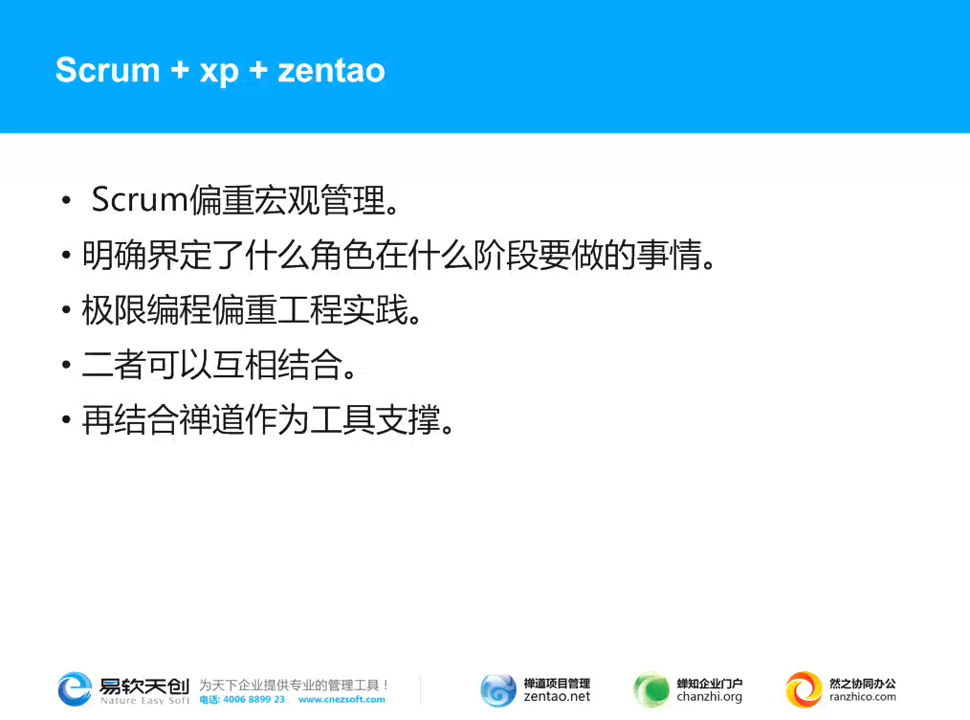 Scrum + xp + zentao
• Scrum偏重宏观管理。
• 明确界定了什么角色在什么阶段要做的事情。
• 极限编程偏重工程实践。
• 二者可以互相结合。
• 再结合禅道作为工具支撑。
易软天创
Nature Easy Soft
为天下企业提供专业的管理工具！
电话: 4006 8899 23 www.cnezsoft.com
禅道项目管理
zentao.net
蝉知企业门户
chanzhi.org
然之协同办公
ranzhico.com